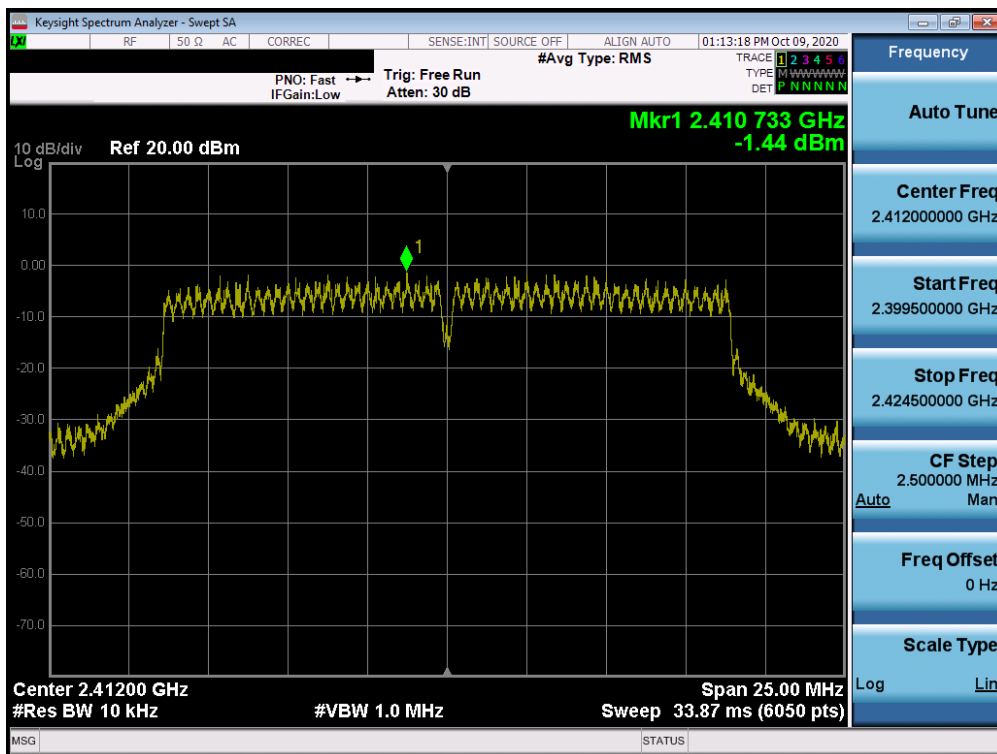 Keysight Spectrum Analyzer - Swept SA
LXI RF 50 Ω AC CORREC SENSE:INT SOURCE OFF ALIGN AUTO 01:13:18 PM Oct 09, 2020
#Avg Type: RMS
TRACE 1 2 3 4 5 6
TYPE M W W W W W
DET P N N N N N
PNO: Fast
IFGain:Low
Trig: Free Run
Atten: 30 dB
Mkr1 2.410 733 GHz
-1.44 dBm
10 dB/div
Log
Ref 20.00 dBm
10.0
0.00
-10.0
-20.0
-30.0
-40.0
-50.0
-60.0
-70.0
1
Center 2.41200 GHz
#Res BW 10 kHz
#VBW 1.0 MHz
Span 25.00 MHz
Sweep 33.87 ms (6050 pts)
MSG
STATUS
Frequency
Auto Tune
Center Freq
2.412000000 GHz
Start Freq
2.399500000 GHz
Stop Freq
2.424500000 GHz
CF Step
2.500000 MHz
Auto Man
Freq Offset
0 Hz
Scale Type
Log Lin